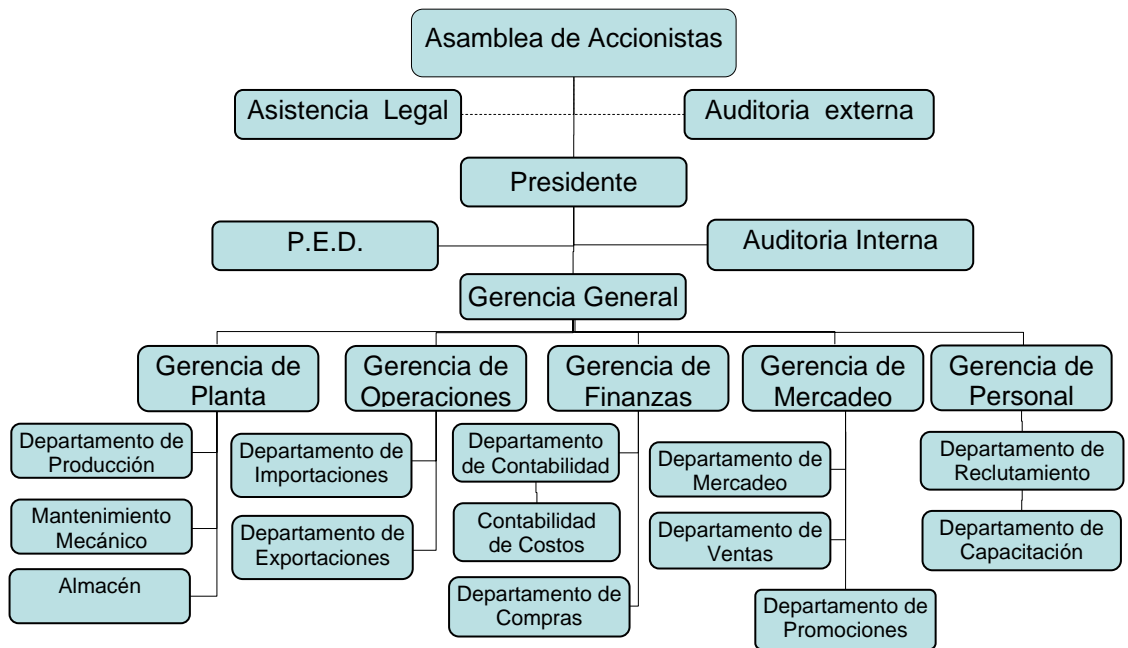 Asamblea de Accionistas
Asistencia Legal
Auditoria externa
Presidente
P.E.D.
Auditoria Interna
Gerencia General
Gerencia de
Planta
Gerencia de
Operaciones
Gerencia de
Finanzas
Gerencia de
Mercadeo
Gerencia de
Personal
Departamento de
Producción
Mantenimiento
Mecánico
Almacén
Departamento de
Importaciones
Departamento de
Exportaciones
Departamento
de Contabilidad
Contabilidad
de Costos
Departamento de
Compras
Departamento de
Mercadeo
Departamento de
Ventas
Departamento de
Promociones
Departamento de
Reclutamiento
Departamento de
Capacitación